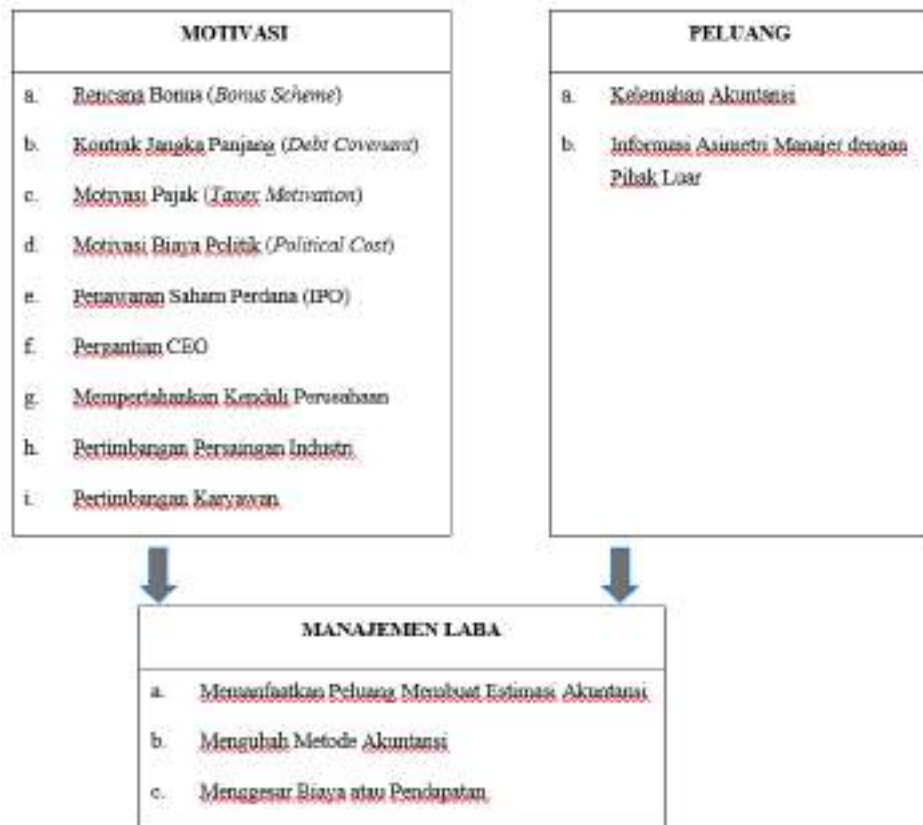 MOTIVASI
a. Rencana Bonus (Bonus Scheme)
b. Kontrak Jangka Panjang (Debt Covenant)
c. Motivasi Pajak (Taxes Motivation)
d. Motivasi Biaya Politik (Political Cost)
e. Penawaran Saham Perdana (IPO)
f. Pergantian CEO
g. Mempertahankan Kendali Perusahaan
h. Pertimbangan Persaingan Industri
i. Pertimbangan Karyawan
PELUANG
a. Kelemahan Akuntansi
b. Informasi Asimetri Manajer dengan
Pihak Luar
MANAJEMEN LABA
a. Memanfaatkan Peluang Membuat Estimasi Akuntansi
b. Mengubah Metode Akuntansi
c. Menggesar Biaya atau Pendapatan